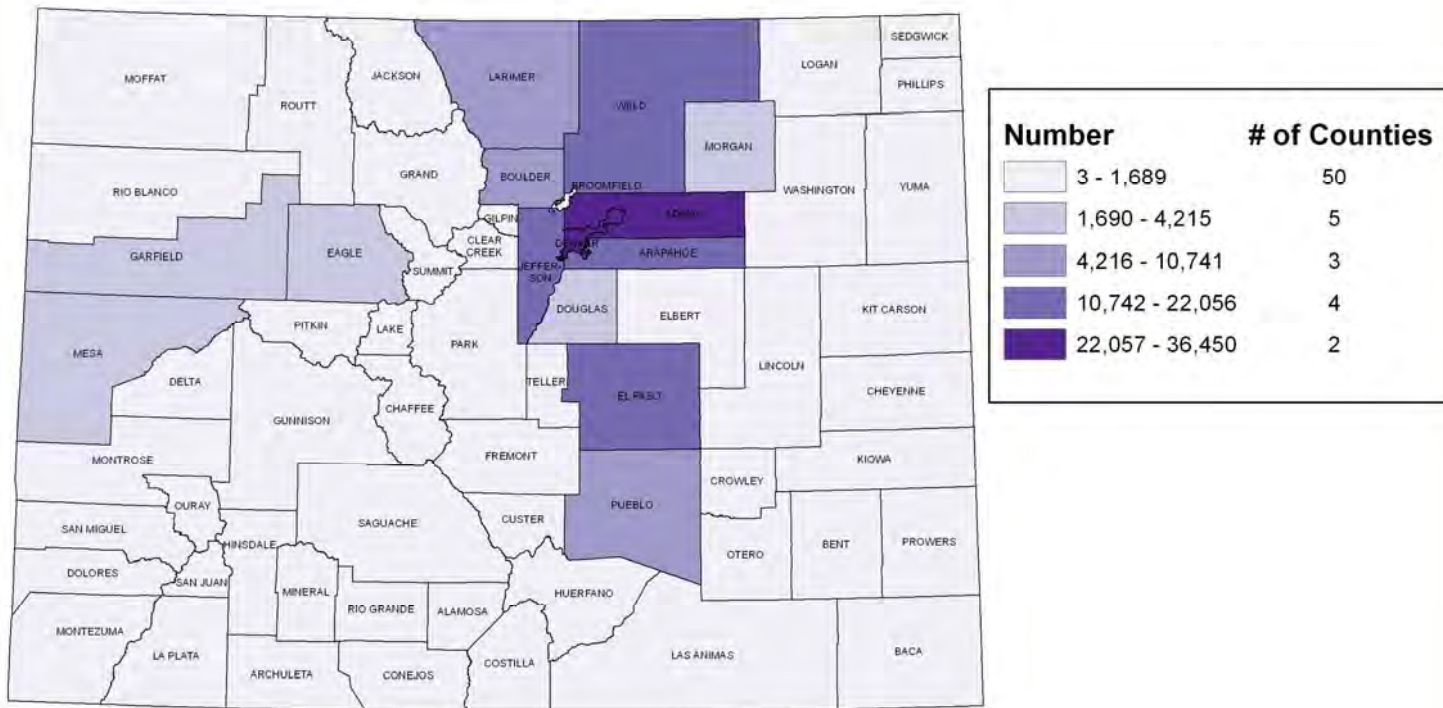 SEDGWICK
LOGAN
MOFFAT
JACKSON
LARIMER
PHILLIPS
ROUTT
WELD
MORGAN
RIO BLANCO
GRAND
BOULDER
BROOMFIELD
WASHINGTON
YUMA
GILPIN
ADAMS
CLEAR
CREEK
DENVER
GARFIELD
EAGLE
ARAPAHOE
JEFFER-
SON
SUMMIT
DOUGLAS
ELBERT
KIT CARSON
PITKIN
LAKE
PARK
MESA
LINCOLN
DELTA
TELLER
CHEYENNE
EL PASO
CHAFFEE
GUNNISON
FREMONT
MONTROSE
KIOWA
CROWLEY
OURAY
PUEBLO
SAGUACHE
CUSTER
SAN MIGUEL
HINSDALE
OTERO
BENT
PROWERS
DOLORES
SAN JUAN
MINERAL
RIO GRANDE
ALAMOSA
HUERFANO
MONTEZUMA
LA PLATA
ARCHULETA
CONEJOS
COSTILLA
LAS ANIMAS
BACA
Number # of Counties
3 - 1,689 50
1,690 - 4,215 5
4,216 - 10,741 3
10,742 - 22,056 4
22,057 - 36,450 2